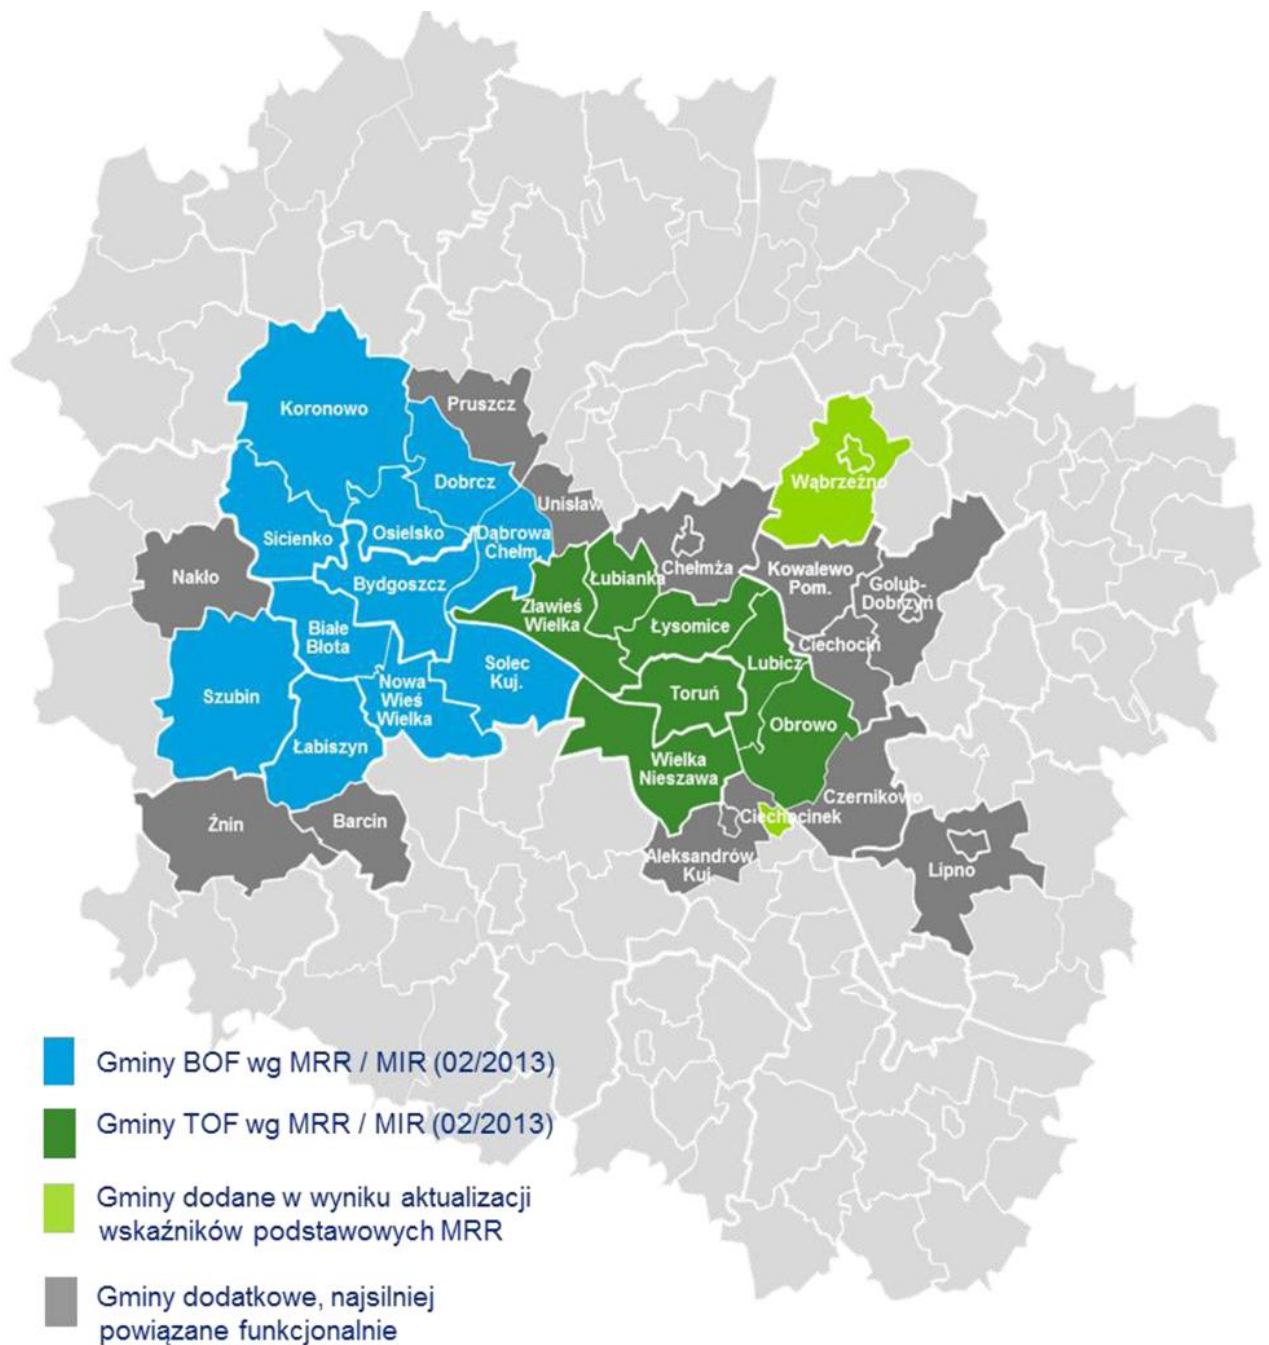 Koronowo
Pruszcz
Dobrcz
Wąbrzeźno
Unisław
Sicienko
Osielsko
Dąbrowa
Chełm.
Nakło
Bydgoszcz
Łubianka
Chełmża
Kowalewo
Pom.
Golub-
Dobrzyń
Zławieś
Wielka
Łysomice
Białe
Błota
Ciechocin
Lubicz
Solec
Kuj.
Szubin
Nowa
Wieś
Wielka
Toruń
Obrowo
Łabiszyn
Wielka
Nieszawa
Czernikowo
Żnin
Barcin
Ciechocinek
Aleksandrów
Kuj.
Lipno
Gminy BOF wg MRR / MIR (02/2013)
Gminy TOF wg MRR / MIR (02/2013)
Gminy dodane w wyniku aktualizacji
wskaźników podstawowych MRR
Gminy dodatkowe, najsilniej
powiązane funkcjonalnie